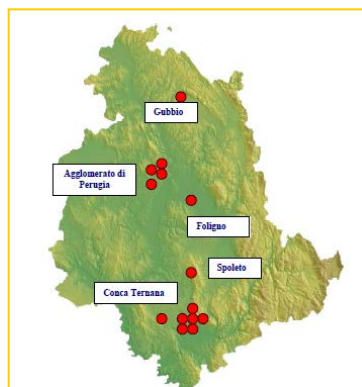 Gubbio
Agglomerato di
Perugia
Foligno
Spoleto
Conca Ternana